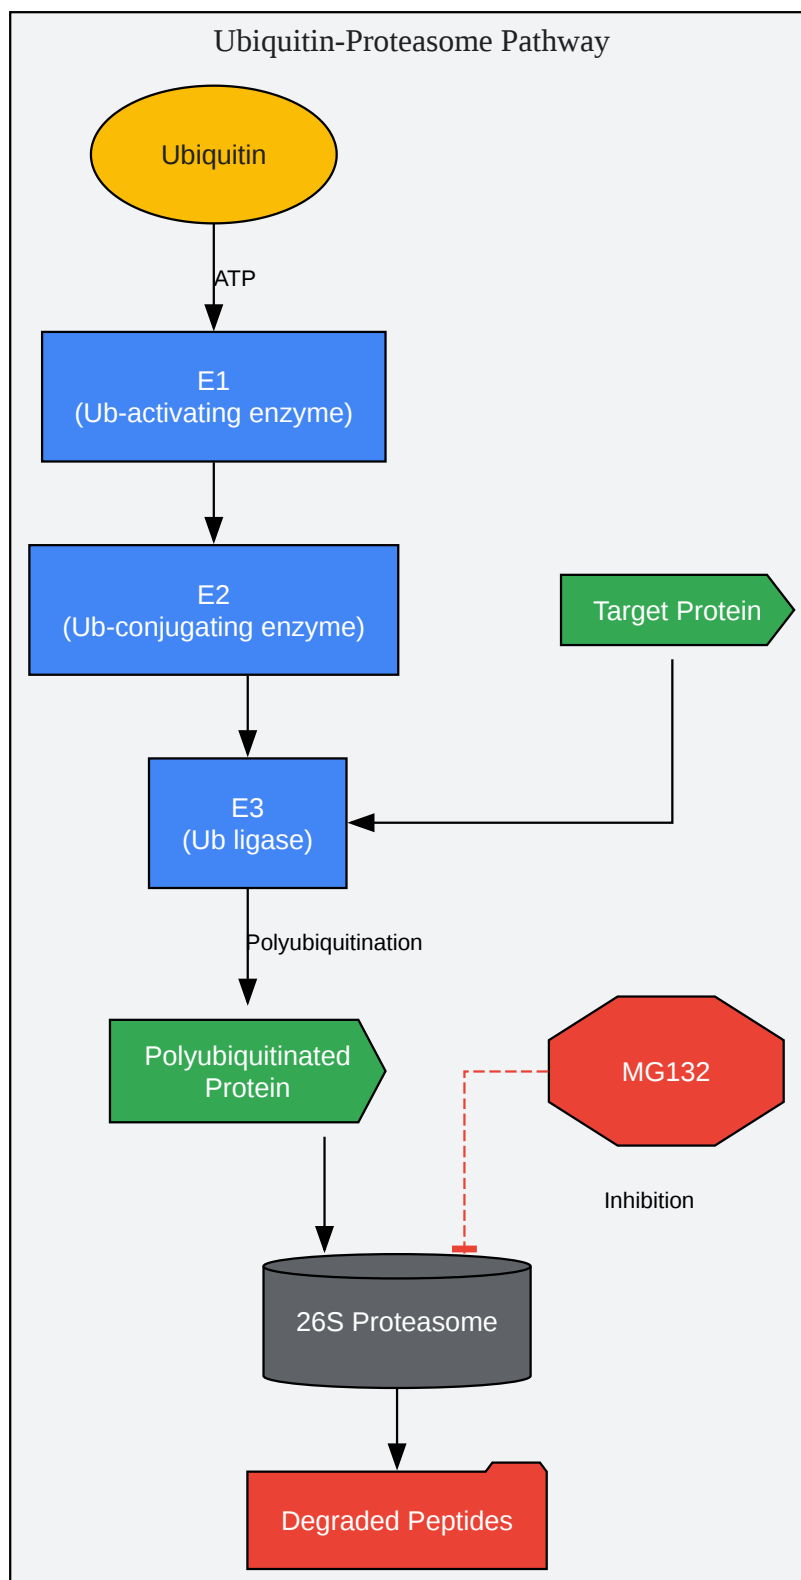 Ubiquitin-Proteasome Pathway
Ubiquitin
ATP
E1
(Ub-activating enzyme)
E2
(Ub-conjugating enzyme)
Target Protein
E3
(Ub ligase)
Polyubiquitination
Polyubiquitinated
Protein
MG132
Inhibition
26S Proteasome
Degraded Peptides